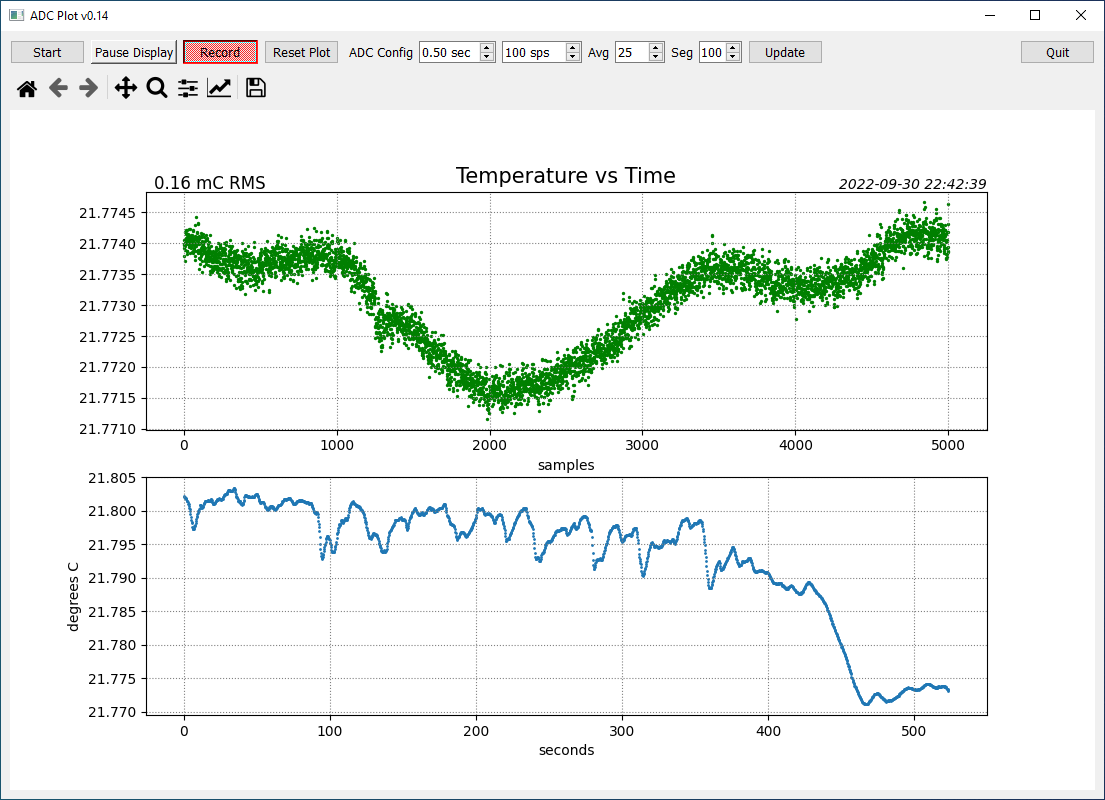 ADC Plot v0.14
Start Pause Display Record Reset Plot ADC Config 0.50 sec 100 sps Avg 25 Seg 100 Update Quit
Temperature vs Time
0.16 mC RMS 2022-09-30 22:42:39
21.7745
21.7740
21.7735
21.7730
21.7725
21.7720
21.7715
21.7710
0 1000 2000 3000 4000 5000
samples
degrees C
21.805
21.800
21.795
21.790
21.785
21.780
21.775
21.770
0 100 200 300 400 500
seconds